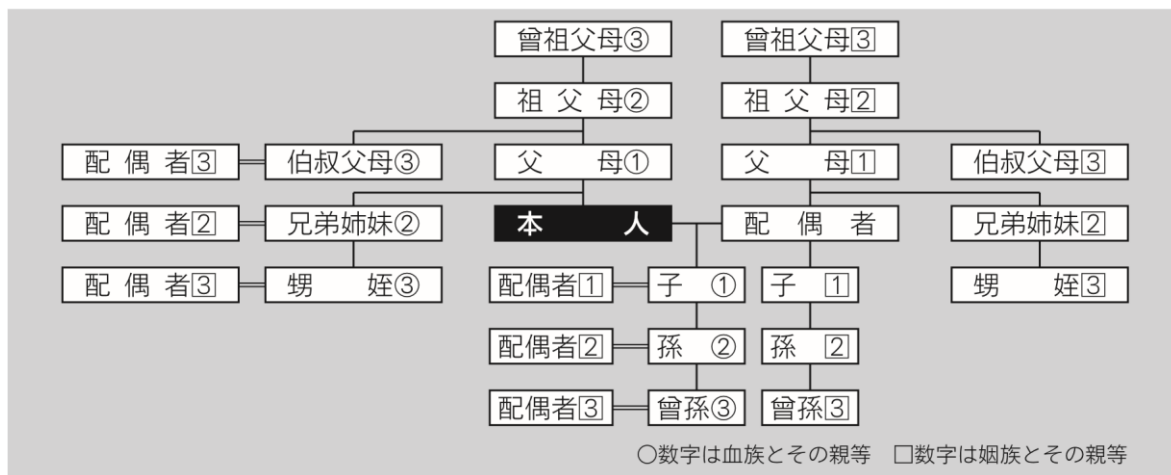 曾祖父母③ 曾祖父母3
祖父母② 祖父母2
配偶者3 伯叔父母③ 父母① 父母1 伯叔父母3
配偶者2 兄弟姉妹② 本人 配偶者 兄弟姉妹2
配偶者3 甥姪③ 配偶者1 子① 子1 甥姪3
配偶者2 孫② 孫2
配偶者3 曾孫③ 曾孫3
○数字は血族とその親等 □数字は姻族とその親等